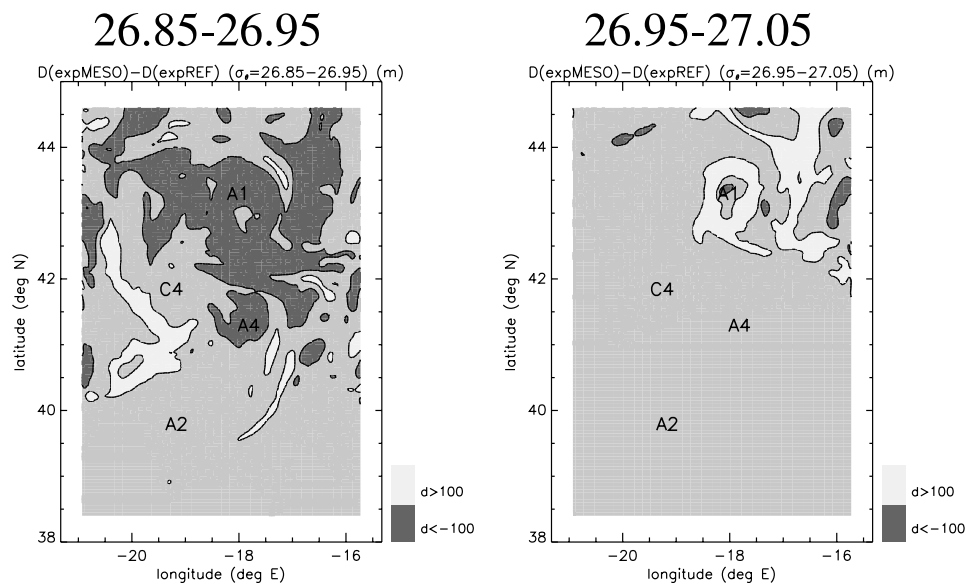 26.85-26.95
D(expMESO)-D(expREF) (σθ=26.85-26.95) (m)
44
42
40
38
latitude (deg N)
A1
C4
A4
A2
-20
-18
-16
longitude (deg E)
d>100
d<-100
26.95-27.05
D(expMESO)-D(expREF) (σθ=26.95-27.05) (m)
44
42
40
38
latitude (deg N)
A1
C4
A4
A2
-20
-18
-16
longitude (deg E)
d>100
d<-100